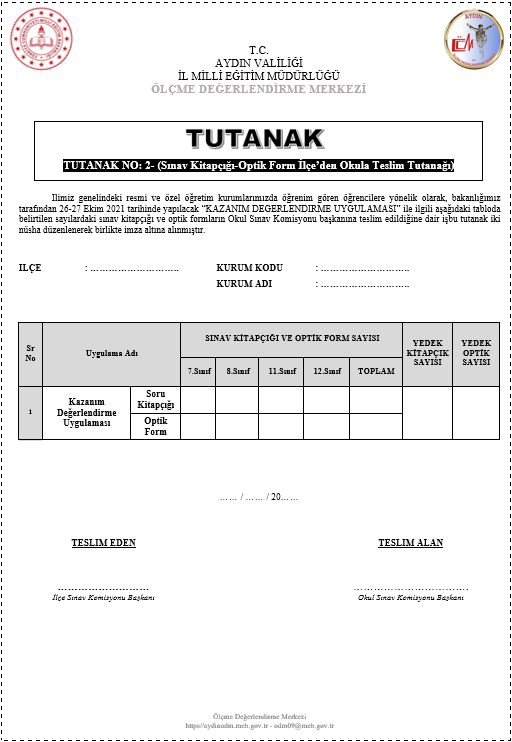 T.C.
AYDIN VALİLİĞİ
İL MİLLİ EĞİTİM MÜDÜRLÜĞÜ
ÖLÇME DEĞERLENDİRME MERKEZİ
AYDIN
TUTANAK
TUTANAK NO: 2- (Sınav Kitapçığı-Optik Form İlçe'den Okula Teslim Tutanağı)
İlimiz genelindeki resmi ve özel öğretim kurumlarımızda öğrenim gören öğrencilere yönelik olarak, bakanlığımız
tarafından 26-27 Ekim 2021 tarihinde yapılacak “KAZANIM DEĞERLENDİRME UYGULAMASI” ile ilgili aşağıdaki tabloda
belirtilen sayılardaki sınav kitapçığı ve optik formların Okul Sınav Komisyonu başkanına teslim edildiğine dair işbu tutanak iki
nüsha düzenlenerek birlikte imza altına alınmıştır.
İLÇE : ……………………….. KURUM KODU : ………………………..
KURUM ADI : ………………………..
Sr No
Uygulama Adı
SINAV KİTAPÇIĞI VE OPTİK FORM SAYISI
YEDEK KİTAPÇIK SAYISI
YEDEK OPTİK SAYISI
7.Sınıf 8.Sınıf 11.Sınıf 12.Sınıf TOPLAM
1
Kazanım Değerlendirme Uygulaması
Soru Kitapçığı
Optik Form
…… / …… / 20……
TESLİM EDEN TESLİM ALAN
……………………… …………………………….
İlçe Sınav Komisyonu Başkanı Okul Sınav Komisyonu Başkanı
Ölçme Değerlendirme Merkezi
https//aydinodm.meb.gov.tr - odm09@meb.gov.tr